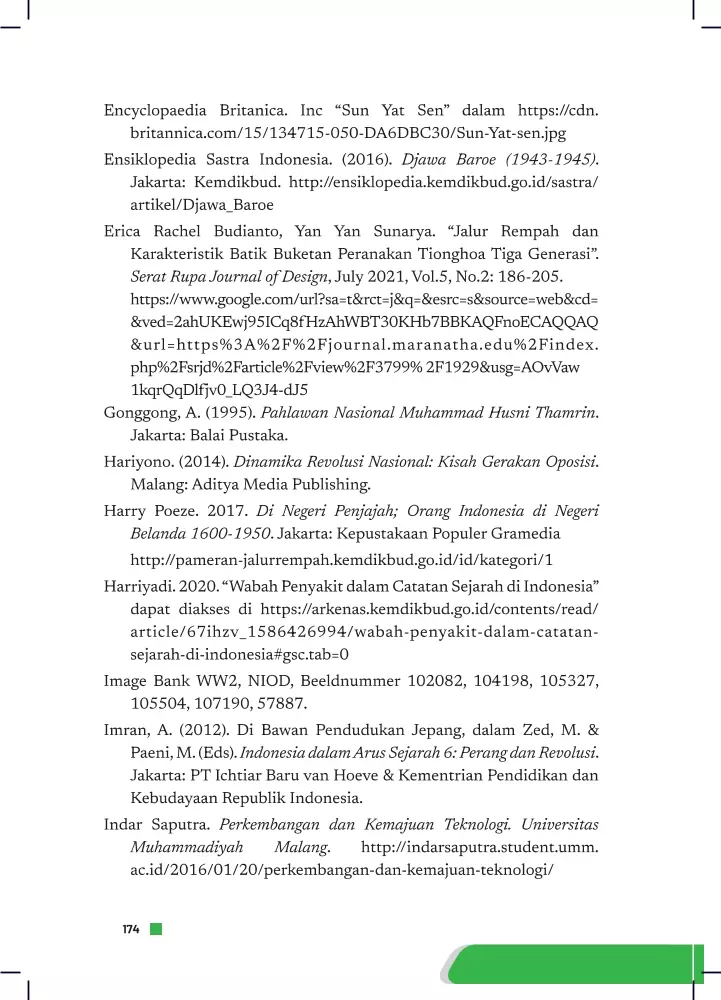 Encyclopaedia Britanica. Inc “Sun Yat Sen” dalam https://cdn.
britannica.com/15/134715-050-DA6DBC30/Sun-Yat-sen.jpg
Ensiklopedia Sastra Indonesia. (2016). Djawa Baroe (1943-1945).
Jakarta: Kemdikbud. http://ensiklopedia.kemdikbud.go.id/sastra/
artikel/Djawa_Baroe
Erica Rachel Budianto, Yan Yan Sunarya. “Jalur Rempah dan
Karakteristik Batik Buketan Peranakan Tionghoa Tiga Generasi”.
Serat Rupa Journal of Design, July 2021, Vol.5, No.2: 186-205.
https://www.google.com/url?sa=t&rct=j&q=&esrc=s&source=web&cd=
&ved=2ahUKEwj95ICq8fHzAhWBT30KHb7BBKAQFnoECAQQAQ
&url=https%3A%2F%2Fjournal.maranatha.edu%2Findex.
php%2Fsrjd%2Farticle%2Fview%2F3799% 2F1929&usg=AOvVaw
1kqrQqDlfjv0_LQ3J4-dJ5
Gonggong, A. (1995). Pahlawan Nasional Muhammad Husni Thamrin.
Jakarta: Balai Pustaka.
Hariyono. (2014). Dinamika Revolusi Nasional: Kisah Gerakan Oposisi.
Malang: Aditya Media Publishing.
Harry Poeze. 2017. Di Negeri Penjajah; Orang Indonesia di Negeri
Belanda 1600-1950. Jakarta: Kepustakaan Populer Gramedia
http://pameran-jalurrempah.kemdikbud.go.id/id/kategori/1
Harriyadi. 2020. “Wabah Penyakit dalam Catatan Sejarah di Indonesia”
dapat diakses di https://arkenas.kemdikbud.go.id/contents/read/
article/67ihzv_1586426994/wabah-penyakit-dalam-catatan-
sejarah-di-indonesia#gsc.tab=0
Image Bank WW2, NIOD, Beeldnummer 102082, 104198, 105327,
105504, 107190, 57887.
Imran, A. (2012). Di Bawan Pendudukan Jepang, dalam Zed, M. &
Paeni, M. (Eds). Indonesia dalam Arus Sejarah 6: Perang dan Revolusi.
Jakarta: PT Ichtiar Baru van Hoeve & Kementrian Pendidikan dan
Kebudayaan Republik Indonesia.
Indar Saputra. Perkembangan dan Kemajuan Teknologi. Universitas
Muhammadiyah Malang. http://indarsaputra.student.umm.
ac.id/2016/01/20/perkembangan-dan-kemajuan-teknologi/
174